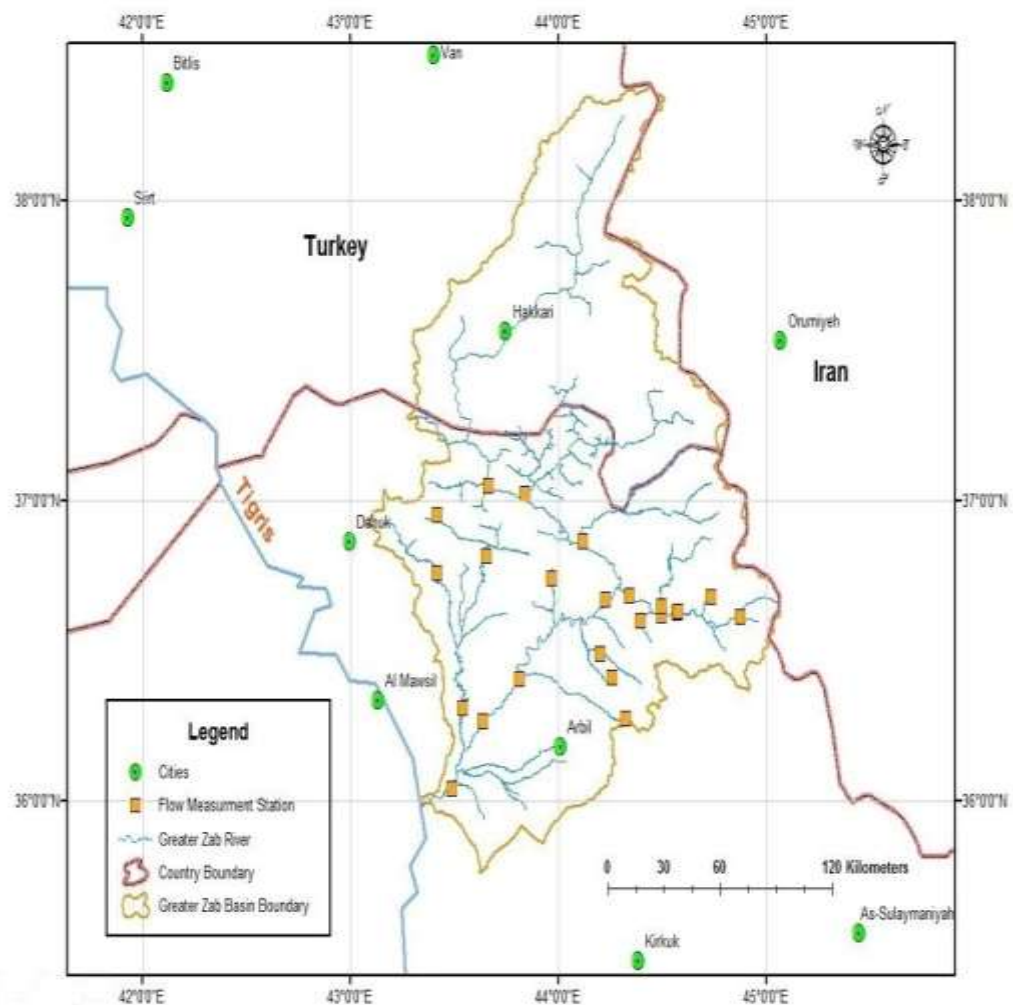 42°0'0"E 43°0'0"E 44°0'0"E 45°0'0"E
Bitlis
Van
38°0'0"N 38°0'0"N
Siirt
Turkey
Hakkari
Orumiyeh
Iran
37°0'0"N 37°0'0"N
Tigris
Dahuk
Al Mawsil
Arbil
36°0'0"N 36°0'0"N
Legend
Cities
Flow Measurment Station
Greater Zab River
Country Boundary
Greater Zab Basin Boundary
0 30 60 120 Kilometers
As-Sulaymaniyah
Kirkuk
42°0'0"E 43°0'0"E 44°0'0"E 45°0'0"E